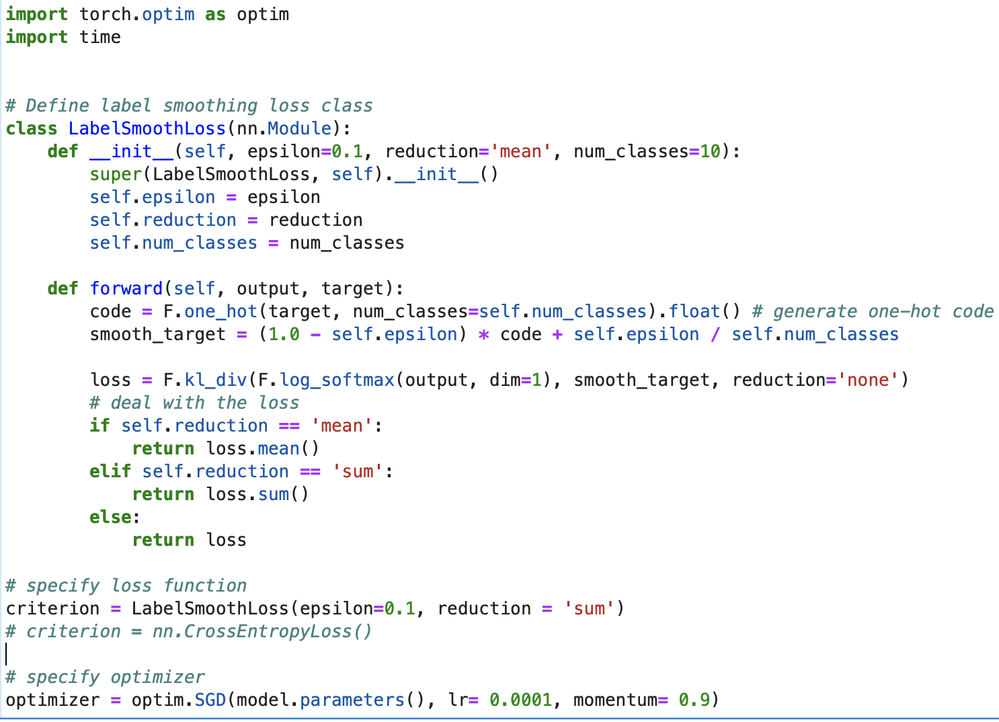 import torch.optim as optim
import time
# Define label smoothing loss class
class LabelSmoothLoss(nn.Module):
    def __init__(self, epsilon=0.1, reduction='mean', num_classes=10):
        super(LabelSmoothLoss, self).__init__()
        self.epsilon = epsilon
        self.reduction = reduction
        self.num_classes = num_classes
    def forward(self, output, target):
        code = F.one_hot(target, num_classes=self.num_classes).float() # generate one-hot code
        smooth_target = (1.0 - self.epsilon) * code + self.epsilon / self.num_classes
        loss = F.kl_div(F.log_softmax(output, dim=1), smooth_target, reduction='none')
        # deal with the loss
        if self.reduction == 'mean':
            return loss.mean()
        elif self.reduction == 'sum':
            return loss.sum()
        else:
            return loss
# specify loss function
criterion = LabelSmoothLoss(epsilon=0.1, reduction = 'sum')
# criterion = nn.CrossEntropyLoss()
# specify optimizer
optimizer = optim.SGD(model.parameters(), lr= 0.0001, momentum= 0.9)